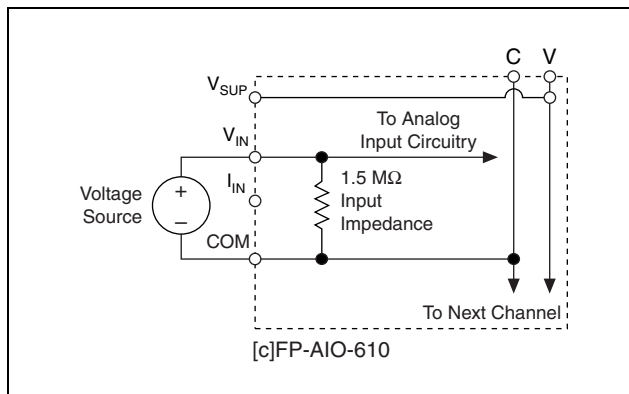 C V
V_SUP
To Analog
Input Circuitry
V_IN
I_IN
1.5 MΩ
Input
Impedance
Voltage
Source
+
–
COM
To Next Channel
[c]FP-AIO-610